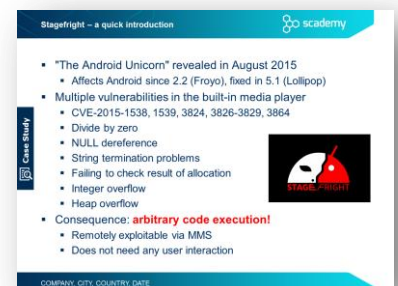 Stagefright – a quick introduction
scademy
"The Android Unicorn" revealed in August 2015
Affects Android since 2.2 (Froyo), fixed in 5.1 (Lollipop)
Multiple vulnerabilities in the built-in media player
CVE-2015-1538, 1539, 3824, 3826-3829, 3864
Divide by zero
NULL dereference
String termination problems
Failing to check result of allocation
Integer overflow
Heap overflow
Consequence: arbitrary code execution!
Remotely exploitable via MMS
Does not need any user interaction
Case Study
STAGEFRIGHT
COMPANY, CITY, COUNTRY, DATE